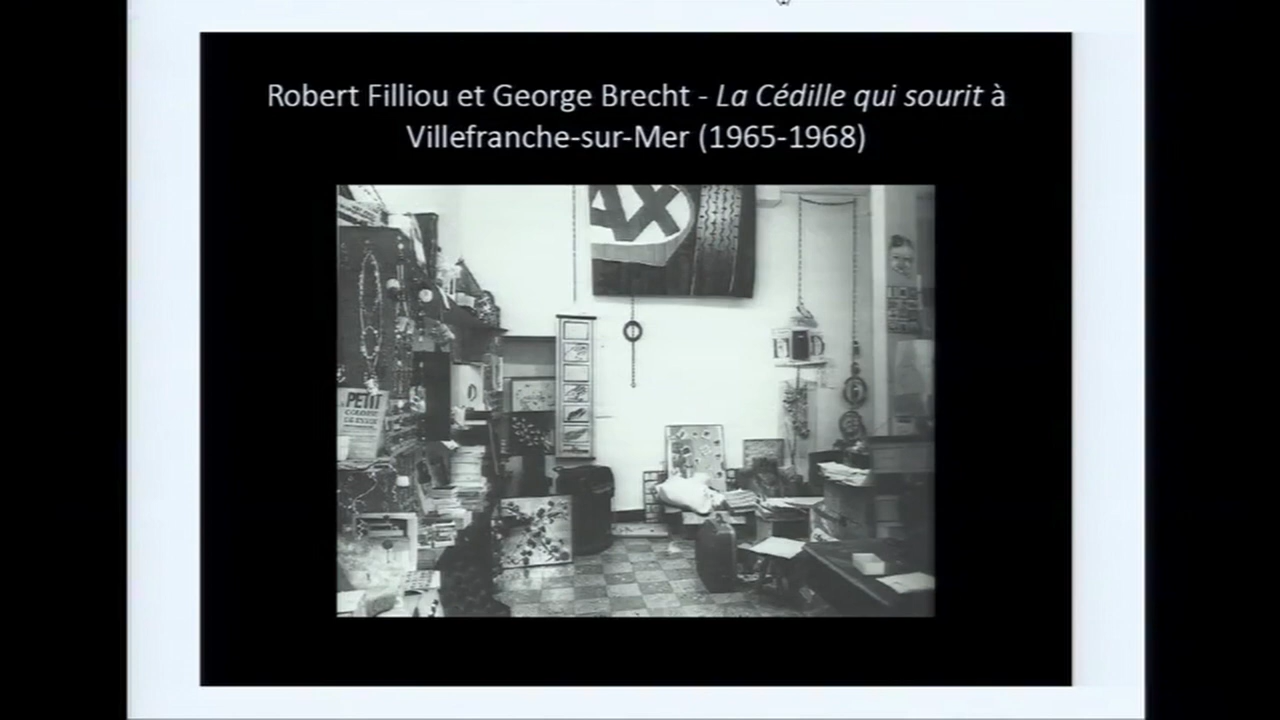 Robert Filliou et George Brecht - La Cédille qui sourit à
Villefranche-sur-Mer (1965-1968)
PETIT